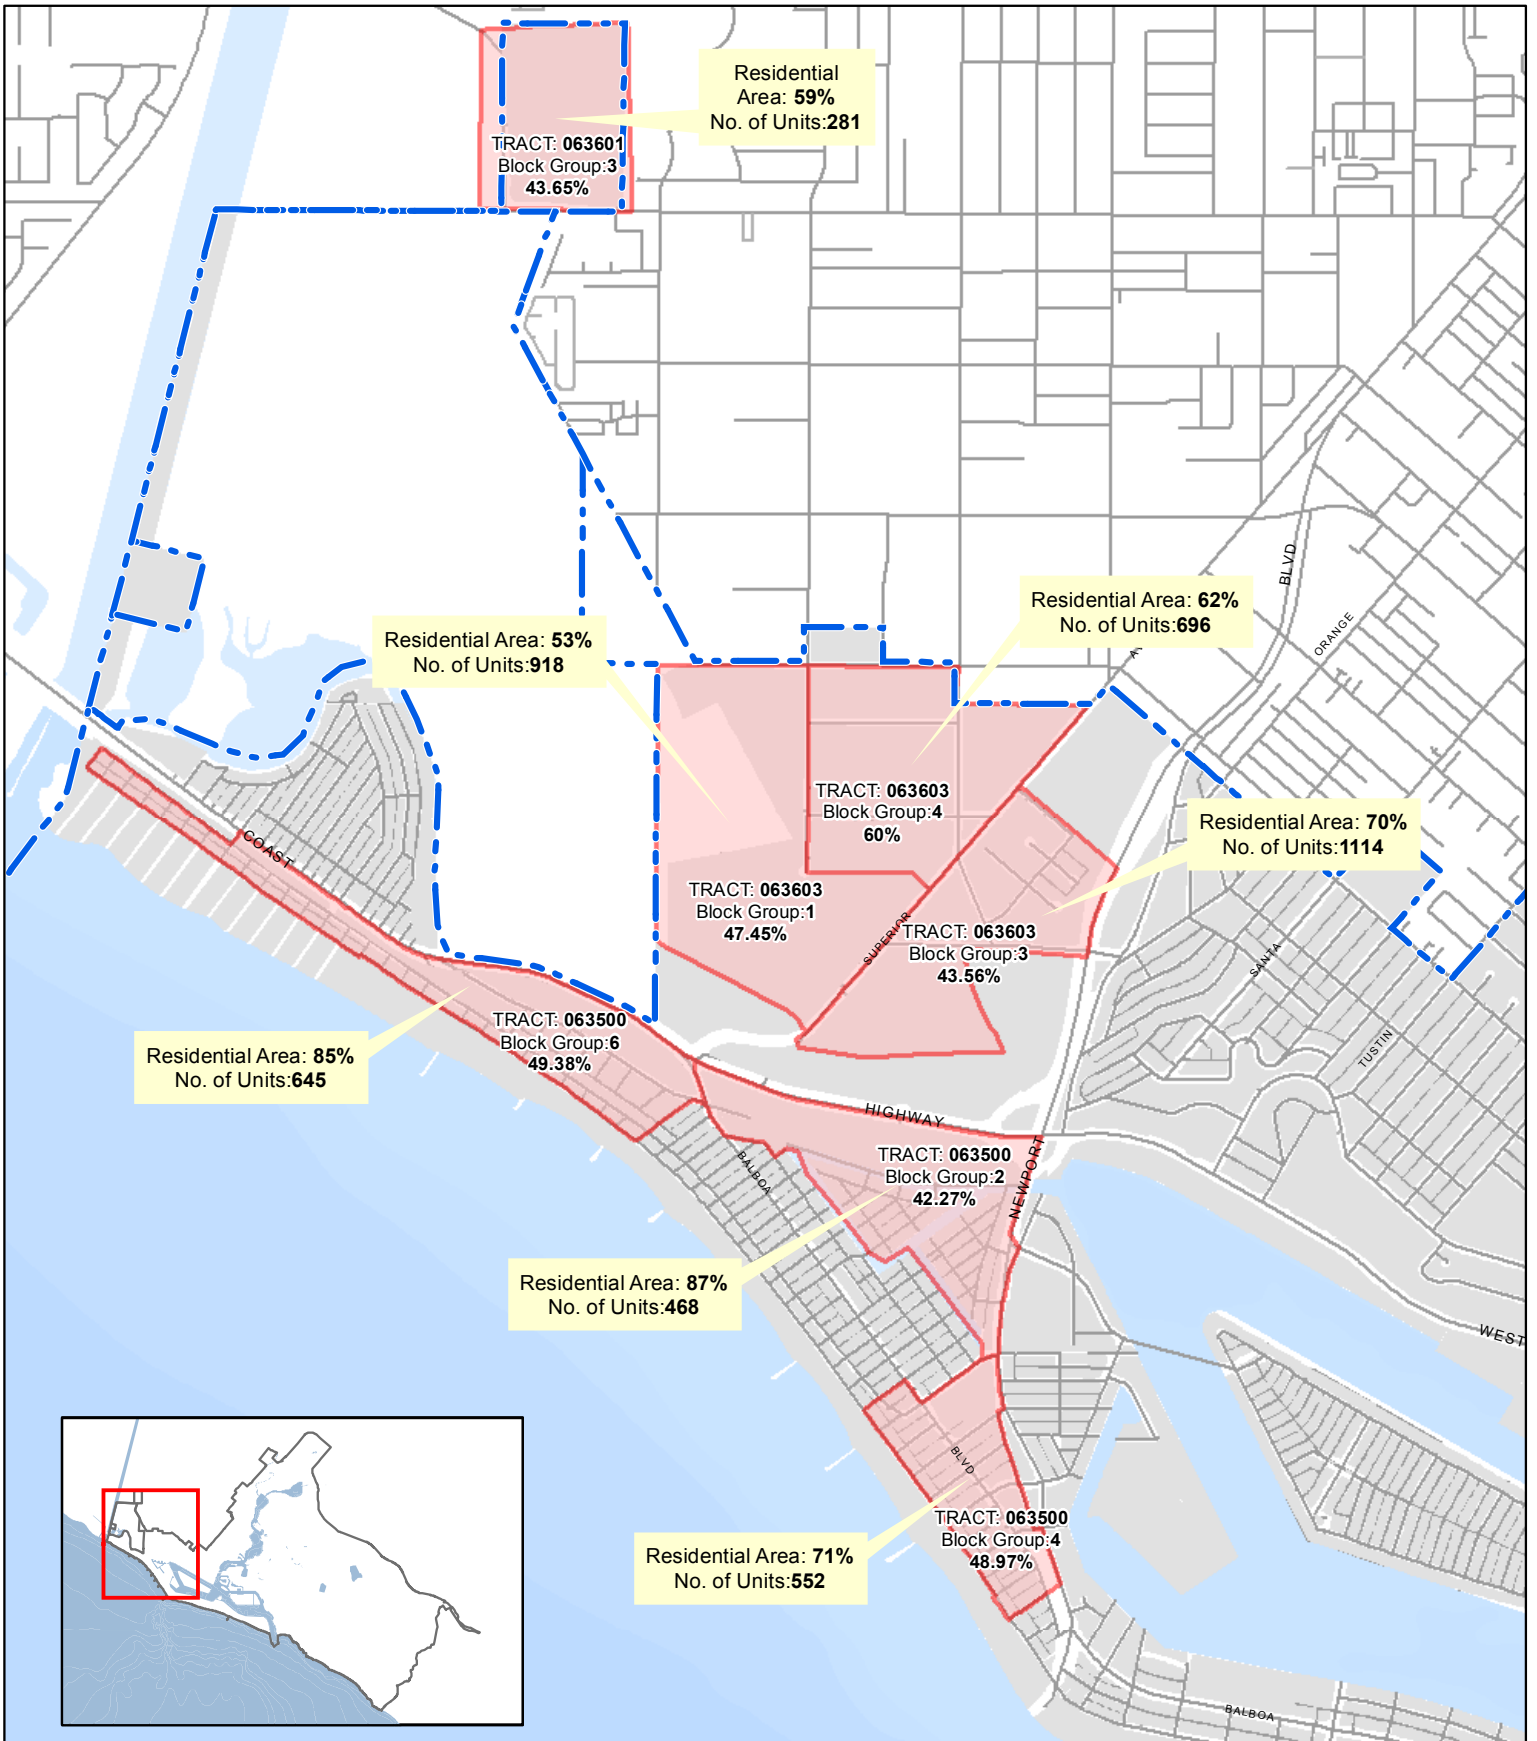 Residential
Area: 59%
No. of Units:281
TRACT: 063601
Block Group:3
43.65%
BLVD
ORANGE
Residential Area: 62%
No. of Units:696
Residential Area: 53%
No. of Units:918
TRACT: 063603
Block Group:4
60%
Residential Area: 70%
No. of Units:1114
COAST
TRACT: 063603
Block Group:1
47.45%
SUPERIOR
TRACT: 063603
Block Group:3
43.56%
SANTA
TUSTIN
TRACT: 063500
Block Group:6
49.38%
Residential Area: 85%
No. of Units:645
HIGHWAY
BALBOA
TRACT: 063500
Block Group:2
42.27%
NEWPORT
Residential Area: 87%
No. of Units:468
WEST
BLVD
TRACT: 063500
Block Group:4
48.97%
Residential Area: 71%
No. of Units:552
BALBOA